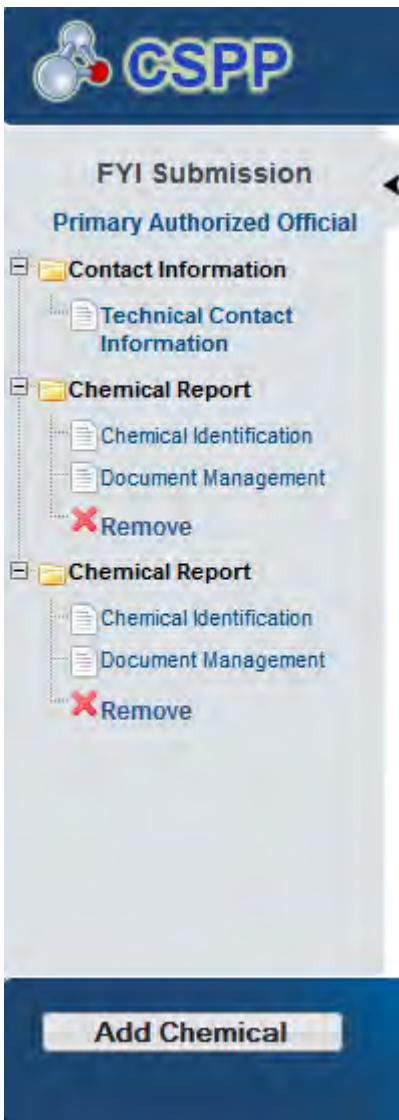 CSPP
FYI Submission
Primary Authorized Official
Contact Information
Technical Contact
Information
Chemical Report
Chemical Identification
Document Management
Remove
Chemical Report
Chemical Identification
Document Management
Remove
Add Chemical